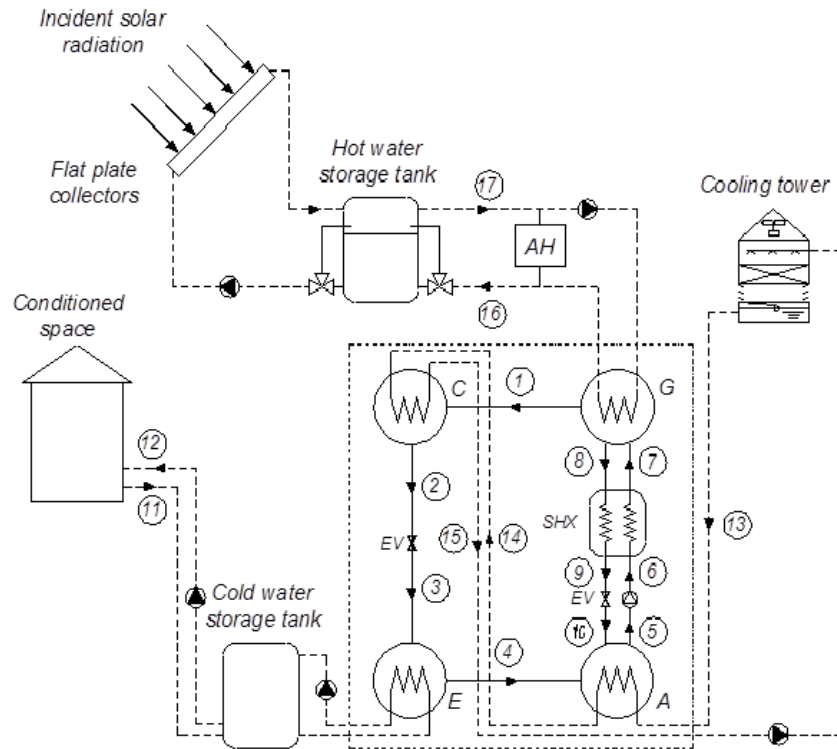 Incident solar
radiation
Flat plate
collectors
Hot water
storage tank
17
Cooling tower
AH
16
Conditioned
space
C
1
G
12
11
2
8
7
SHX
EV
15
14
13
3
9
6
EV
10
5
Cold water
storage tank
4
E
A